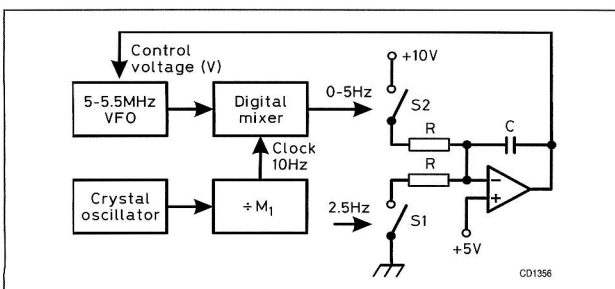 Control
voltage (V)
5-5.5MHz
VFO
Digital
mixer
0-5Hz
+10V
S2
R
C
Clock
10Hz
R
Crystal
oscillator
÷M1
2.5Hz
S1
−
+
+5V
CD1356